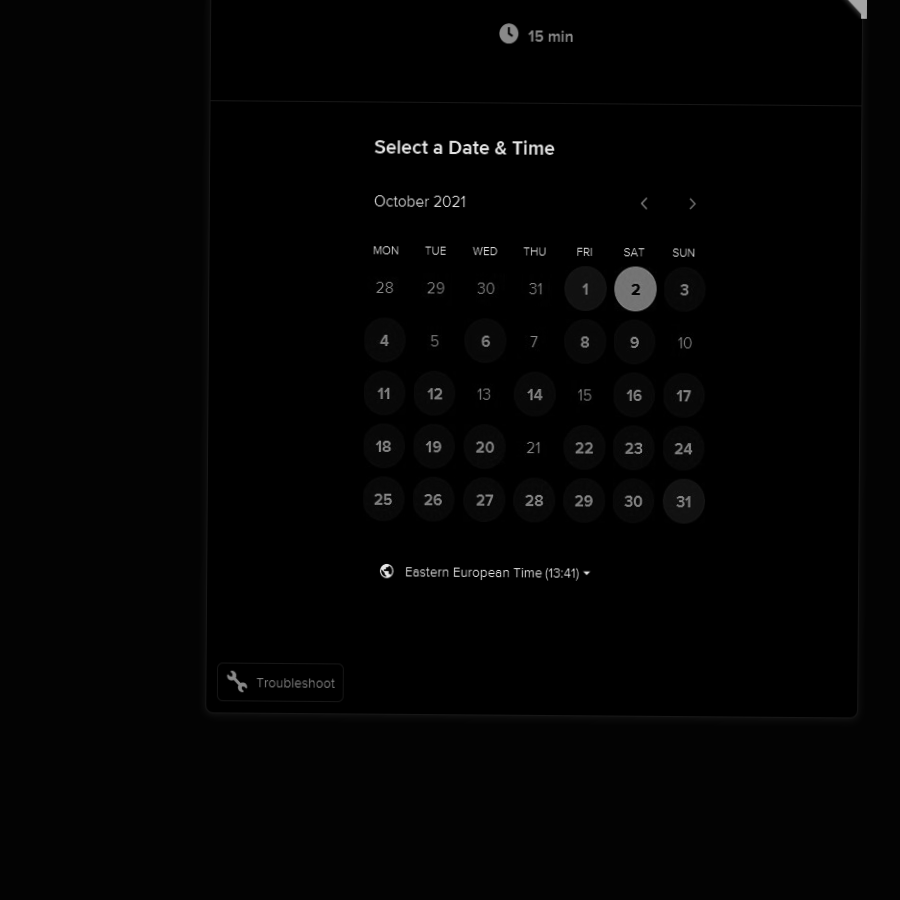 15 min
Select a Date & Time
October 2021
MON TUE WED THU FRI SAT SUN
28 29 30 31 1 2 3
4 5 6 7 8 9 10
11 12 13 14 15 16 17
18 19 20 21 22 23 24
25 26 27 28 29 30 31
Eastern European Time (13:41)
Troubleshoot